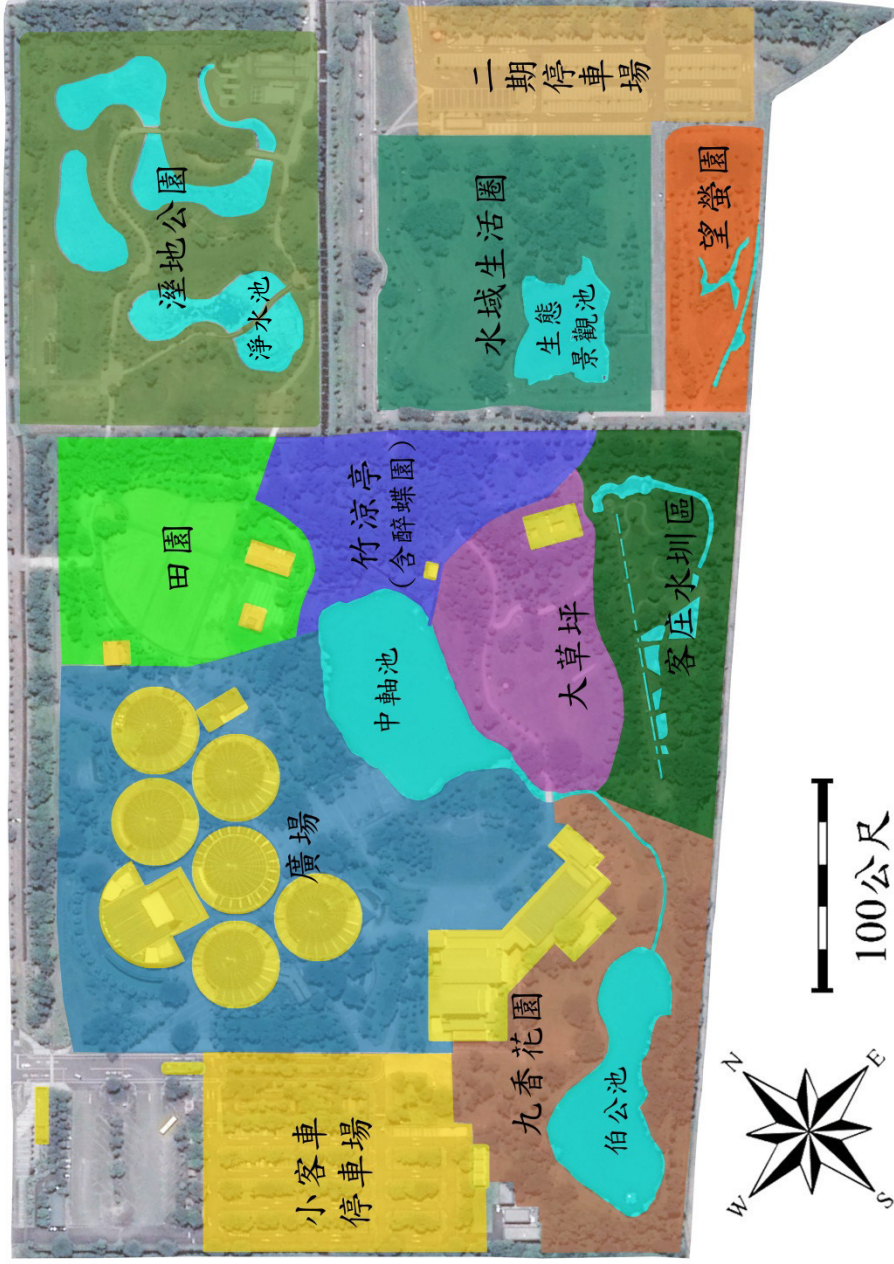 二期
停車場
溼地公園
淨水池
水域生活圈
生態
景觀池
望螢園
田園
竹涼亭
(含醉蝶園)
中軸池
大草坪
客庄水圳區
廣場
九香花園
伯公池
小客車
停車場
100公尺
N
E
S
W